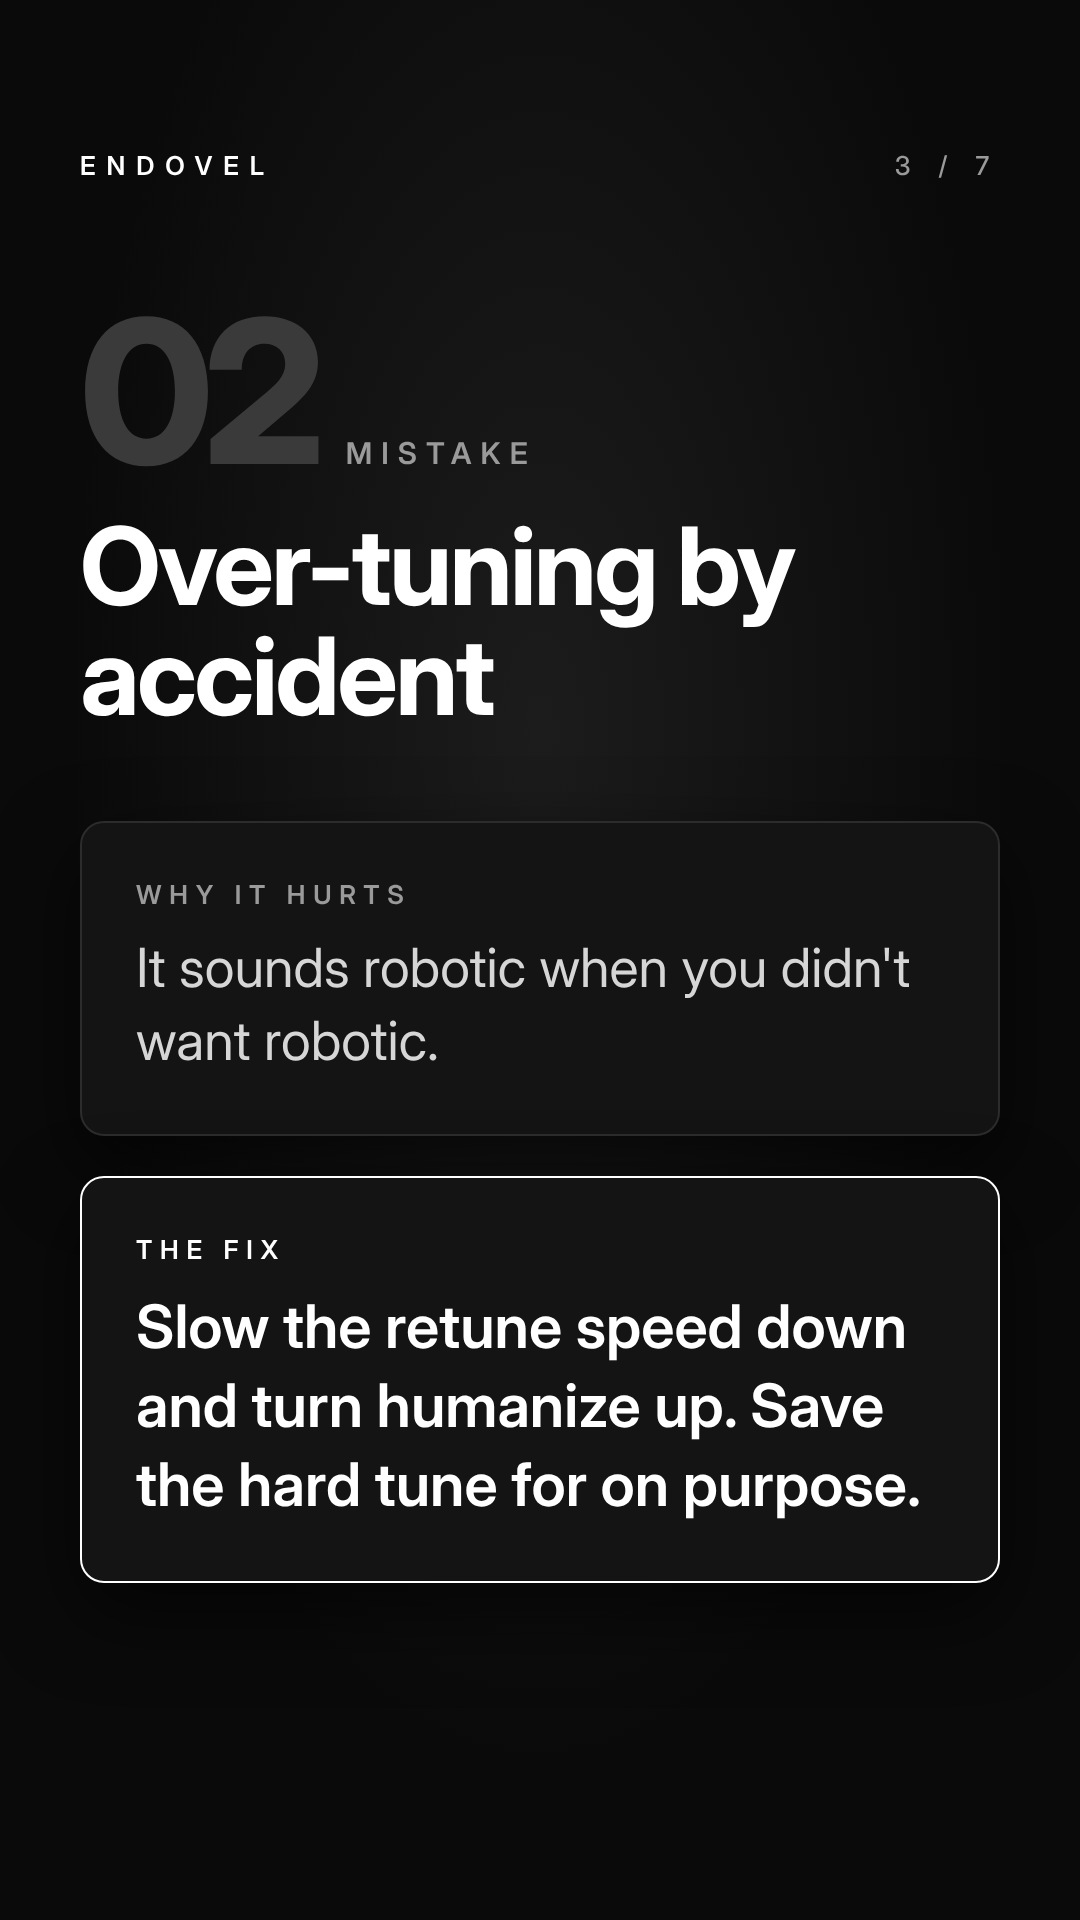 ENDOVEL
3 / 7
02 MISTAKE
Over-tuning by
accident
WHY IT HURTS
It sounds robotic when you didn't
want robotic.
THE FIX
Slow the retune speed down
and turn humanize up. Save
the hard tune for on purpose.